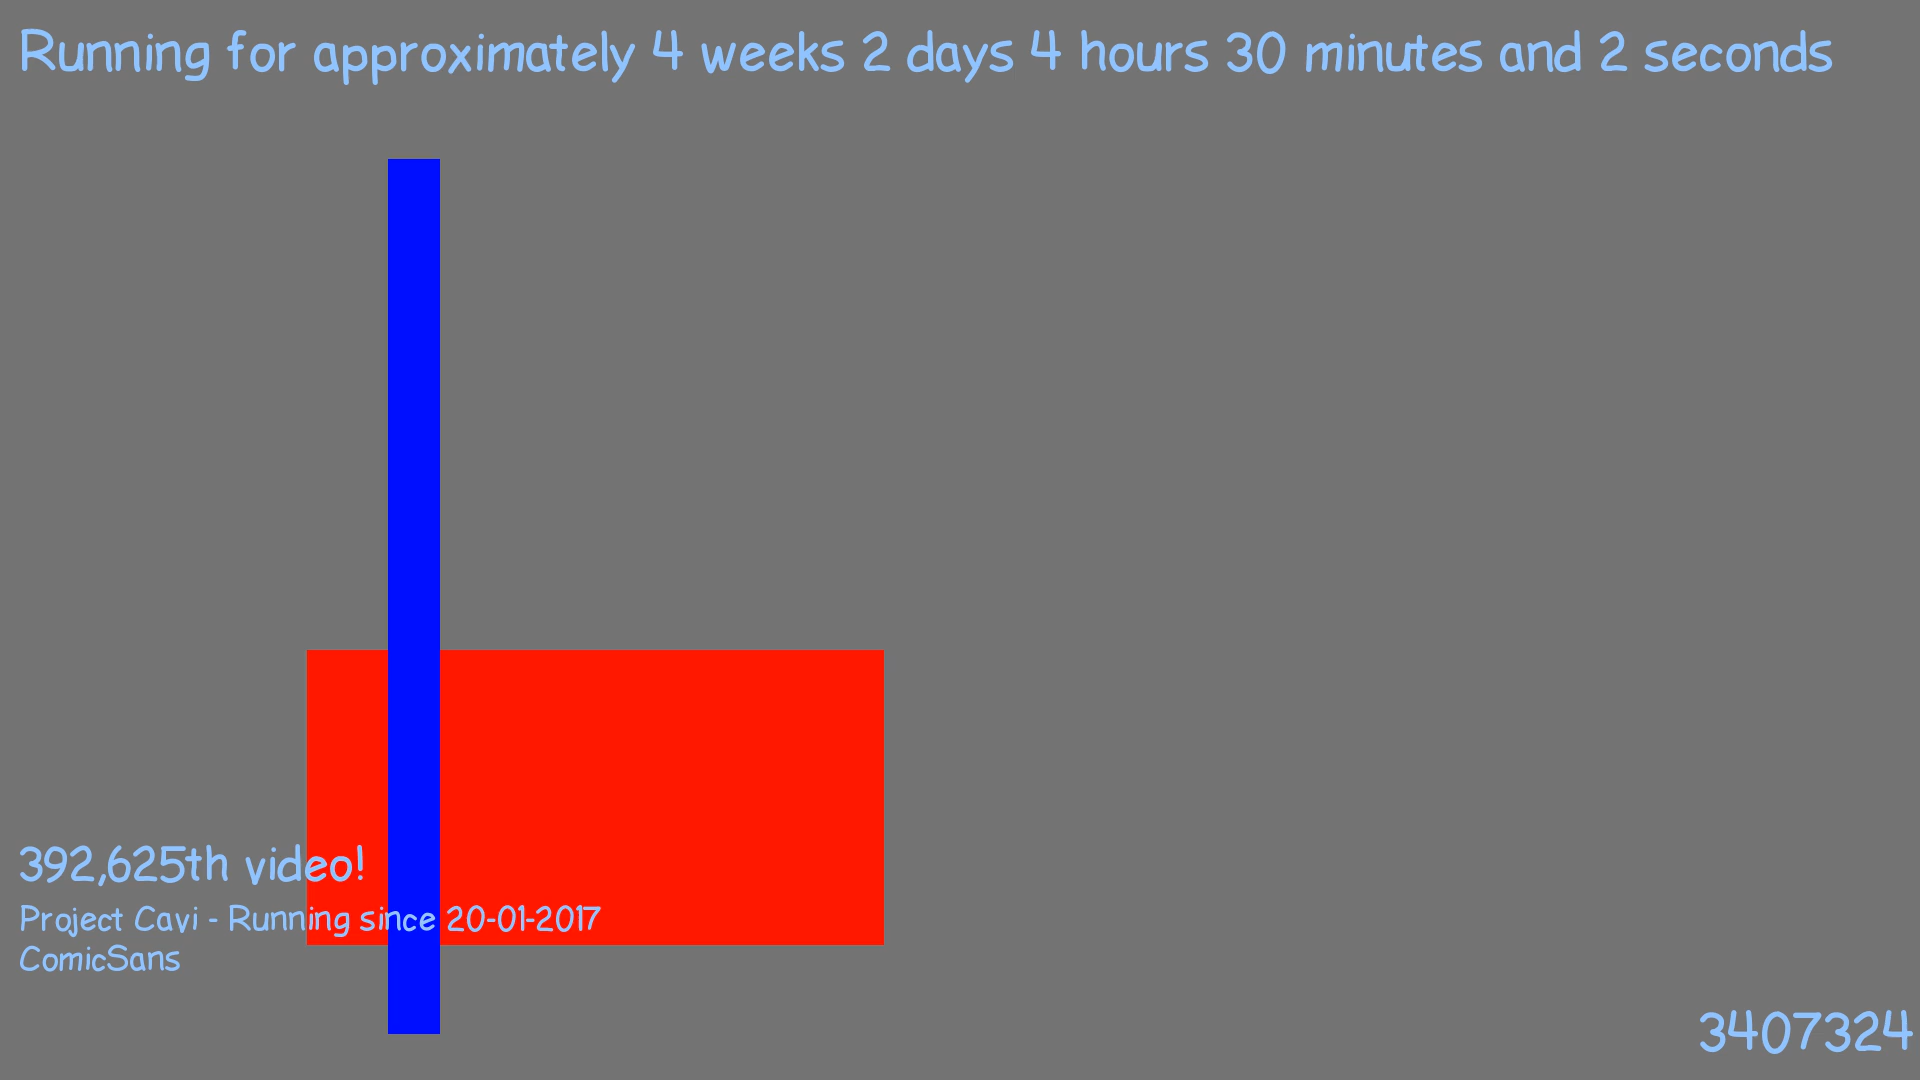 Running for approximately 4 weeks 2 days 4 hours 30 minutes and 2 seconds
392,625th video!
Project Cavi - Running since 20-01-2017
ComicSans
3407324